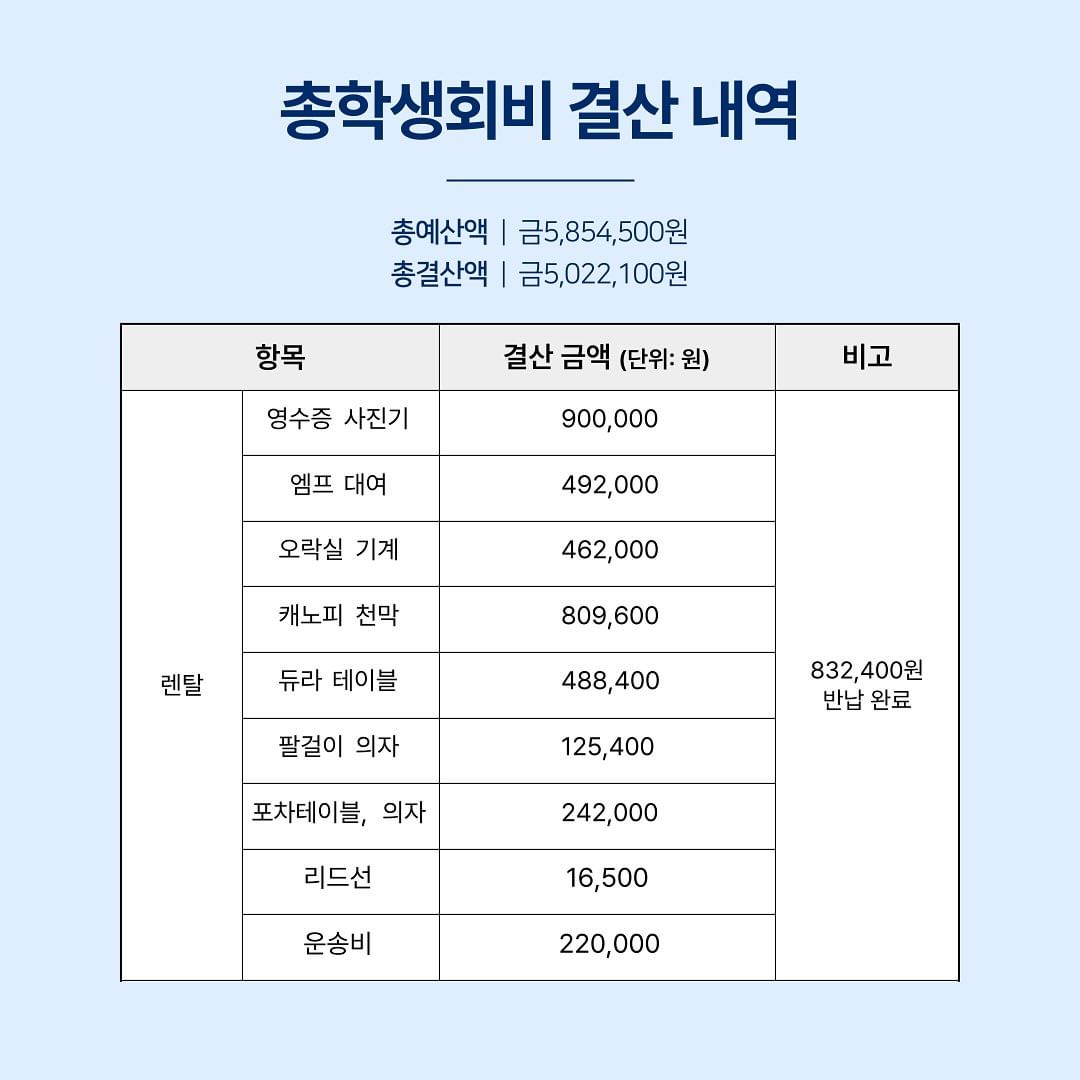 총학생회비 결산 내역
총예산액 | 금5,854,500원
총결산액 | 금5,022,100원
항목 결산 금액 (단위: 원) 비고
렌탈
영수증 사진기 900,000
엠프 대여 492,000
오락실 기계 462,000
캐노피 천막 809,600
듀라 테이블 488,400
팔걸이 의자 125,400
포차테이블, 의자 242,000
리드선 16,500
운송비 220,000
832,400원
반납 완료